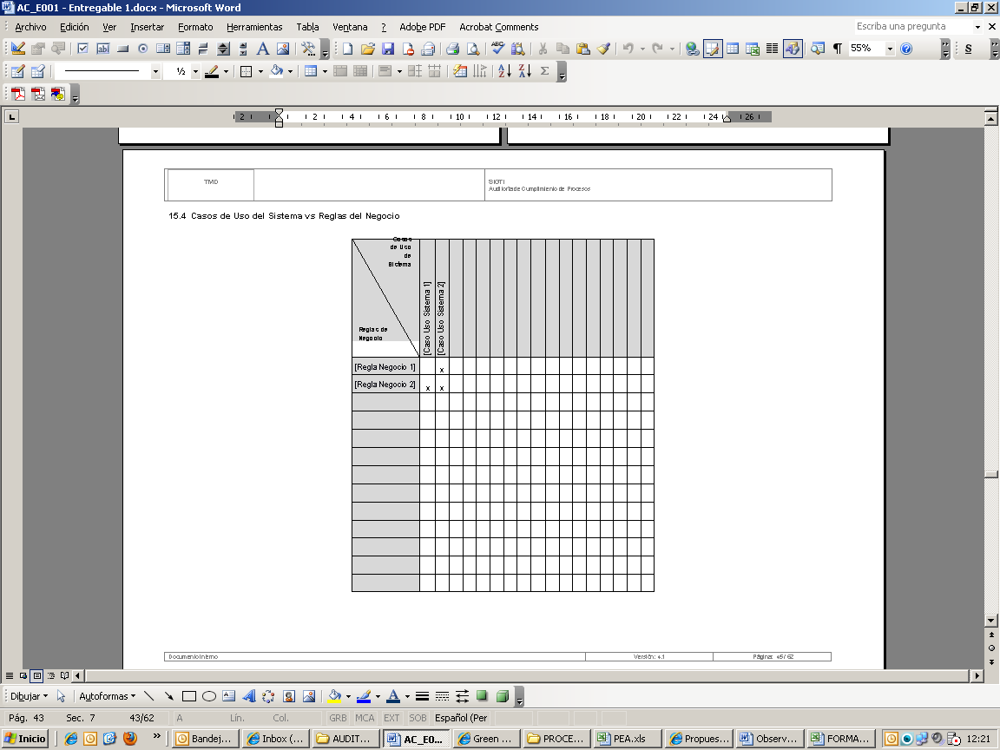 AC_E001 - Entregable 1.docx - Microsoft Word
Archivo Edición Ver Insertar Formato Herramientas Tabla Ventana ? Adobe PDF Acrobat Comments Escriba una pregunta
55% S
½
L 2 2 4 6 8 10 12 14 16 18 20 22 24 26
TMD
SIGTI
Auditoría de Cumplimiento de Procesos
15.4 Casos de Uso del Sistema vs Reglas del Negocio
Casos
de Uso
de
Sistema
Reglas de
Negocio
[Caso Uso Sistema 1]
[Caso Uso Sistema 2]
[Regla Negocio 1] x
[Regla Negocio 2] x x
Documento Interno Versión: 4.1 Página: 45/ 62
Dibujar Autoformas
Pág. 43 Sec. 7 43/62 A Lín. Col. GRB MCA EXT SOB Español (Per
Inicio Bandej... Inbox (... AUDIT... AC_E0... Green ... PROCE... PEA.xls Propues... Observ... FORMA... 12:21